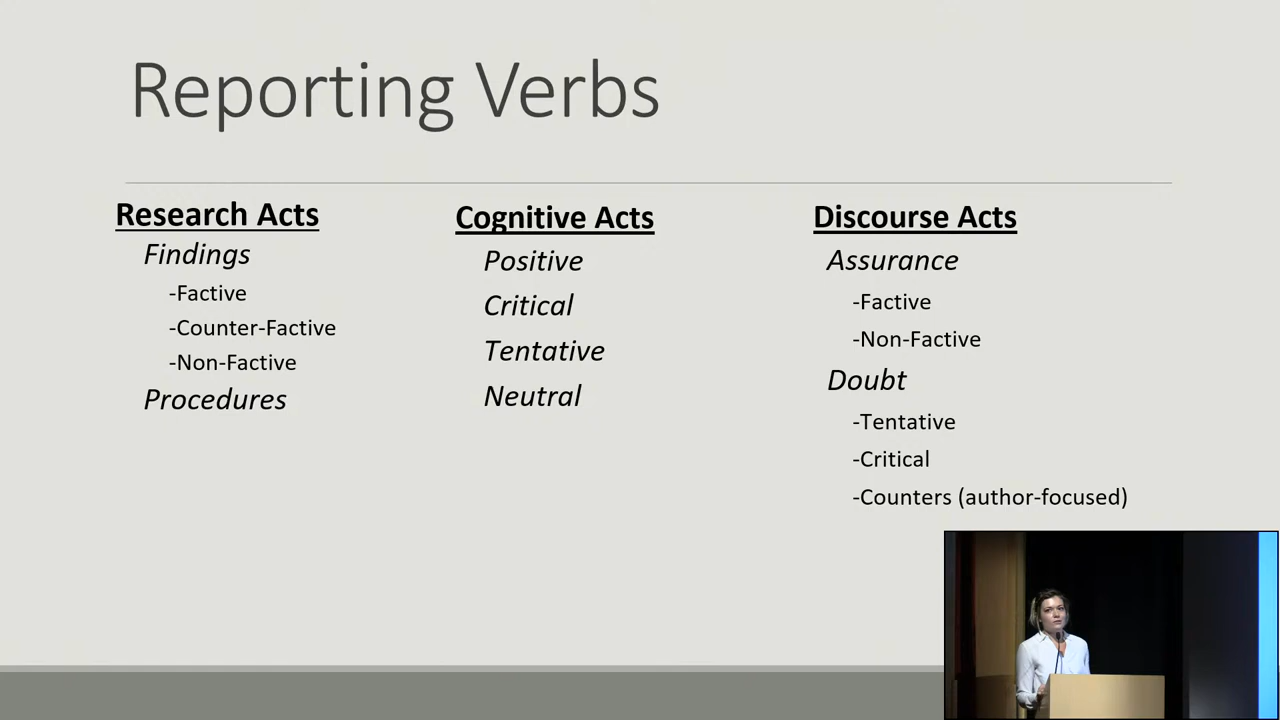 Reporting Verbs
Research Acts
Findings
-Factive
-Counter-Factive
-Non-Factive
Procedures
Cognitive Acts
Positive
Critical
Tentative
Neutral
Discourse Acts
Assurance
-Factive
-Non-Factive
Doubt
-Tentative
-Critical
-Counters (author-focused)